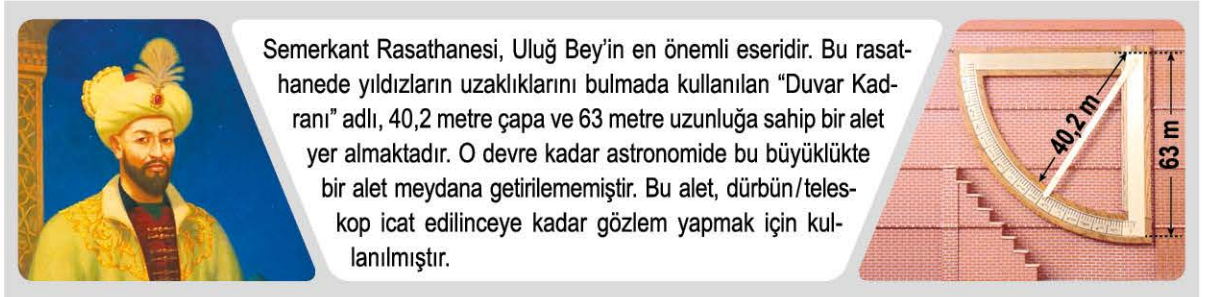 Semerkant Rasathanesi, Uluğ Bey'in en önemli eseridir. Bu rasat-
hanede yıldızların uzaklıklarını bulmada kullanılan “Duvar Kad-
ranı” adlı, 40,2 metre çapa ve 63 metre uzunluğa sahip bir alet
yer almaktadır. O devre kadar astronomide bu büyüklükte
bir alet meydana getirilememiştir. Bu alet, dürbün/teles-
kop icat edilinceye kadar gözlem yapmak için kul-
lanılmıştır.
40,2 m
63 m